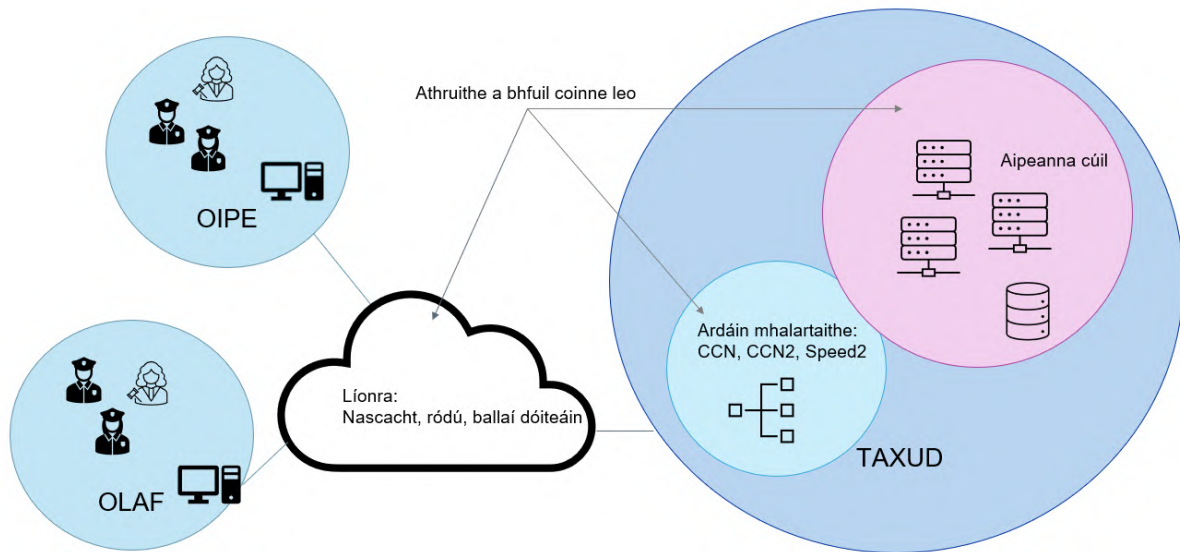 Athruithe a bhfuil coinne leo
Aipeanna cúil
OIPE
Ardáin mhalartaithe:
CCN, CCN2, Speed2
Líonra:
Nascacht, ródú, ballaí dóiteáin
TAXUD
OLAF